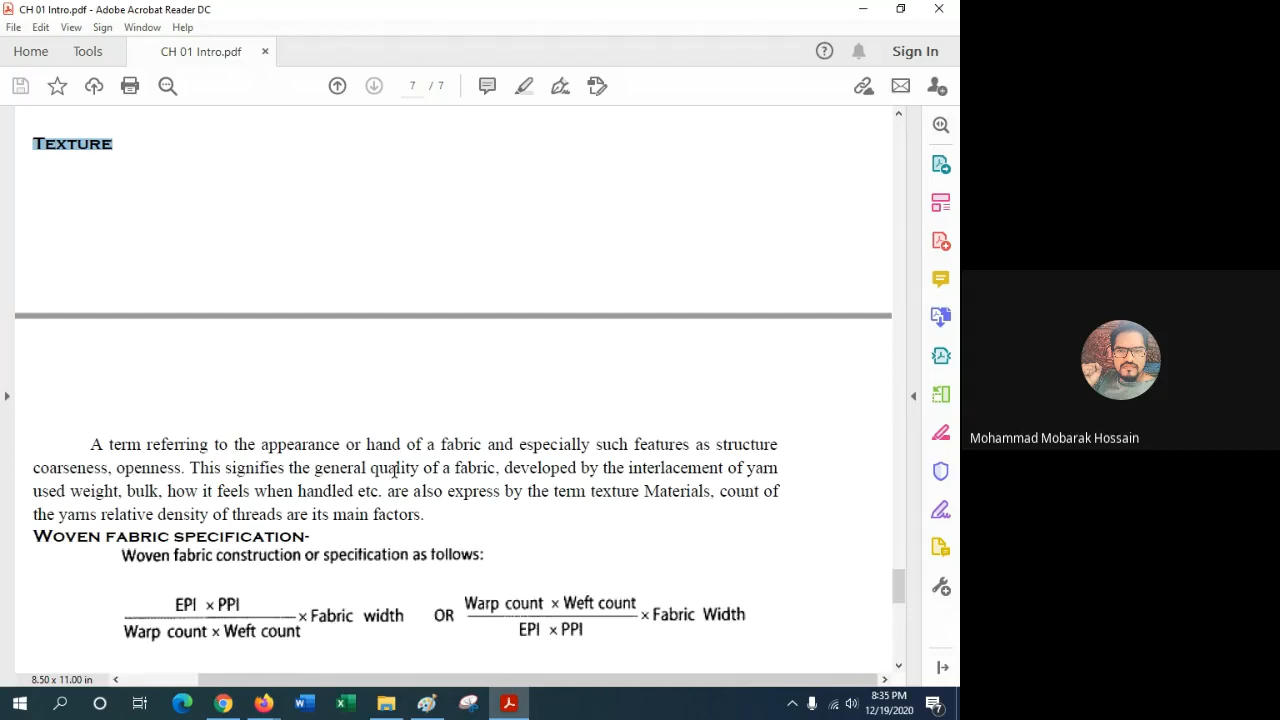 CH 01 Intro.pdf - Adobe Acrobat Reader DC
File Edit View Sign Window Help
Home Tools CH 01 Intro.pdf × Sign In
7 / 7
TEXTURE
A term referring to the appearance or hand of a fabric and especially such features as structure
coarseness, openness. This signifies the general quality of a fabric, developed by the interlacement of yarn
used weight, bulk, how it feels when handled etc. are also express by the term texture Materials, count of
the yarns relative density of threads are its main factors.
WOVEN FABRIC SPECIFICATION-
Woven fabric construction or specification as follows:
EPI × PPI
Warp count × Weft count
× Fabric width
OR
Warp count × Weft count
EPI × PPI
× Fabric Width
8.50 x 11.00 in
Mohammad Mobarak Hossain
8:35 PM
12/19/2020
7